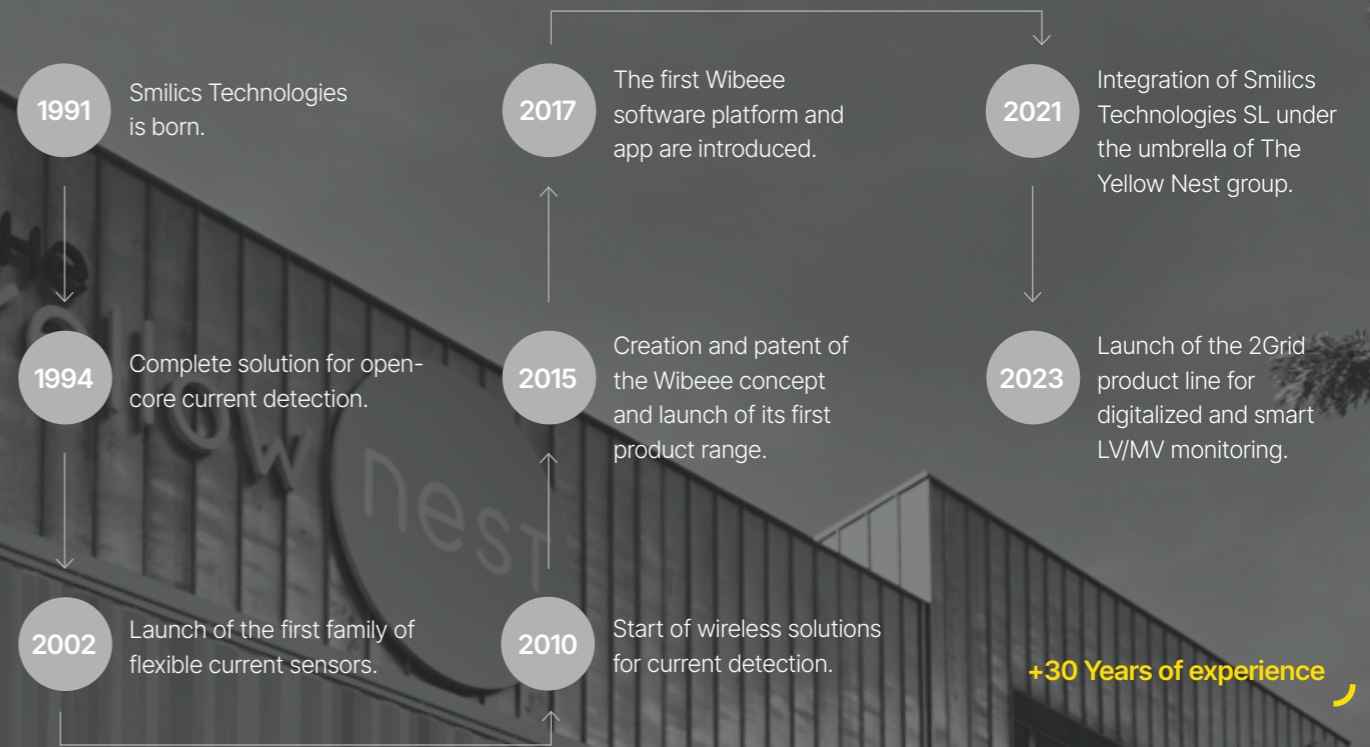 1991
Smilics Technologies
is born.
1994
Complete solution for open-
core current detection.
2002
Launch of the first family of
flexible current sensors.
2010
Start of wireless solutions
for current detection.
2015
Creation and patent of
the Wibeee concept
and launch of its first
product range.
2017
The first Wibeee
software platform and
app are introduced.
2021
Integration of Smilics
Technologies SL under
the umbrella of The
Yellow Nest group.
2023
Launch of the 2Grid
product line for
digitalized and smart
LV/MV monitoring.
+30 Years of experience
The
yellow
nest